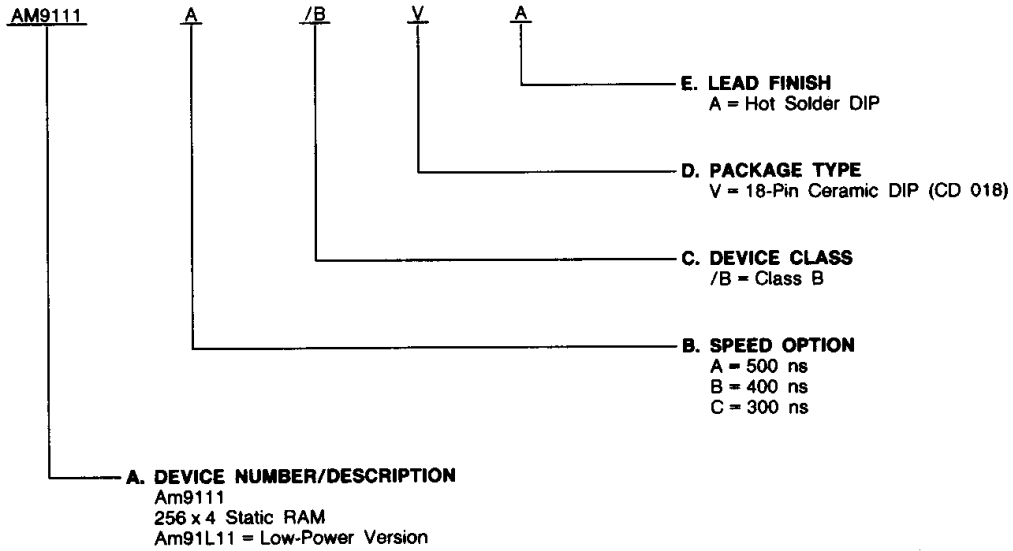 AM9111 A /B V A
E. LEAD FINISH
A = Hot Solder DIP
D. PACKAGE TYPE
V = 18-Pin Ceramic DIP (CD 018)
C. DEVICE CLASS
/B = Class B
B. SPEED OPTION
A = 500 ns
B = 400 ns
C = 300 ns
A. DEVICE NUMBER/DESCRIPTION
Am9111
256 x 4 Static RAM
Am91L11 = Low-Power Version